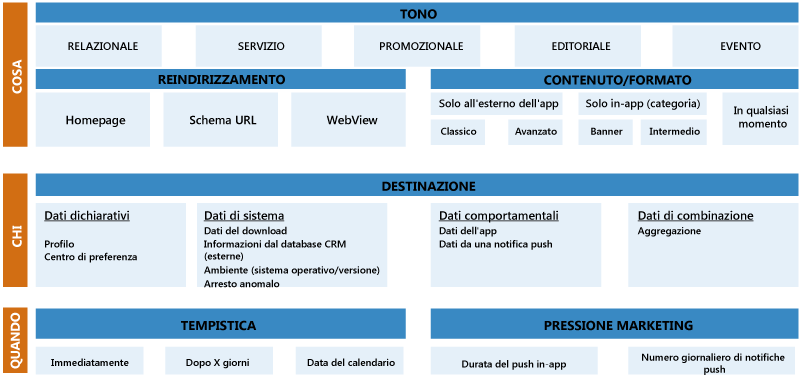 COSA
TONO
RELAZIONALE
SERVIZIO
PROMOZIONALE
EDITORIALE
EVENTO
REINDIRIZZAMENTO
Homepage
Schema URL
WebView
CONTENUTO/FORMATO
Solo all'esterno dell'app
Classico
Avanzato
Solo in-app (categoria)
Banner
Intermedio
In qualsiasi
momento
CHI
DESTINAZIONE
Dati dichiarativi
Profilo
Centro di preferenza
Dati di sistema
Dati del download
Informazioni dal database CRM
(esterne)
Ambiente (sistema operativo/versione)
Arresto anomalo
Dati comportamentali
Dati dell'app
Dati da una notifica push
Dati di combinazione
Aggregazione
QUANDO
TEMPISTICA
Immediatamente
Dopo X giorni
Data del calendario
PRESSIONE MARKETING
Durata del push in-app
Numero giornaliero di notifiche
push